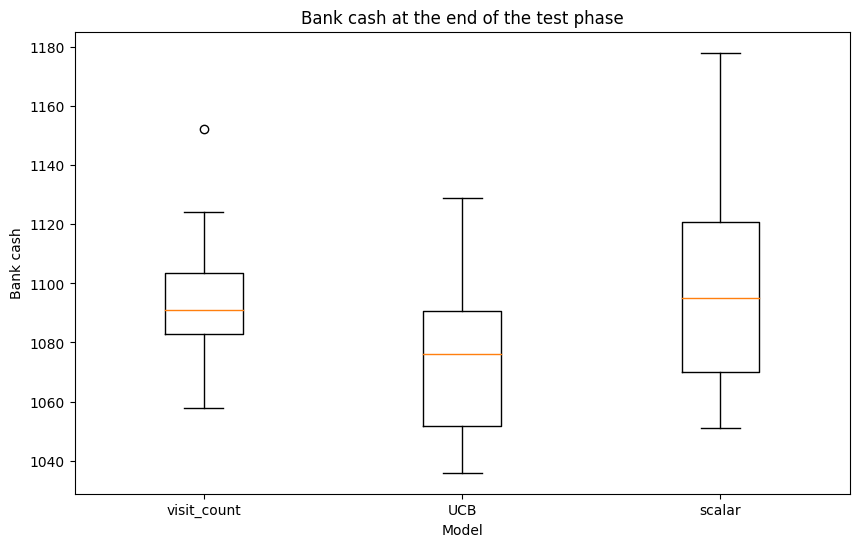 Bank cash at the end of the test phase
1180
1160
1140
1120
1100
1080
1060
1040
Bank cash
visit_count
UCB
scalar
Model